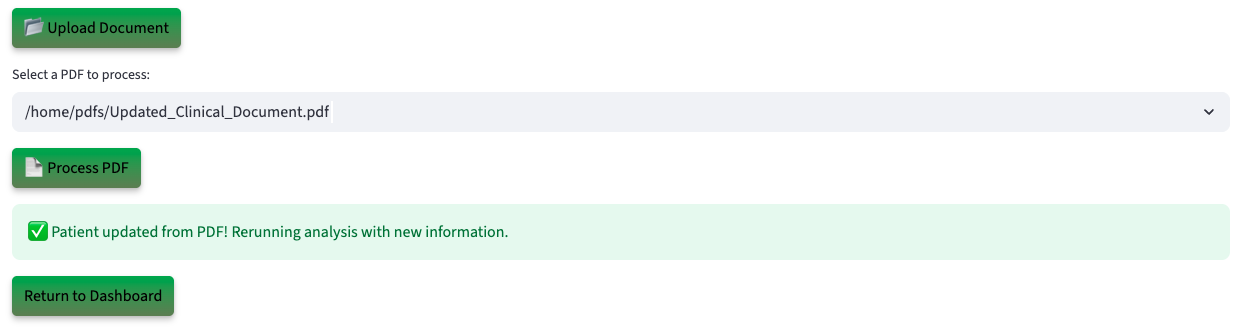 Upload Document
Select a PDF to process:
/home/pdfs/Updated_Clinical_Document.pdf
Process PDF
Patient updated from PDF! Rerunning analysis with new information.
Return to Dashboard